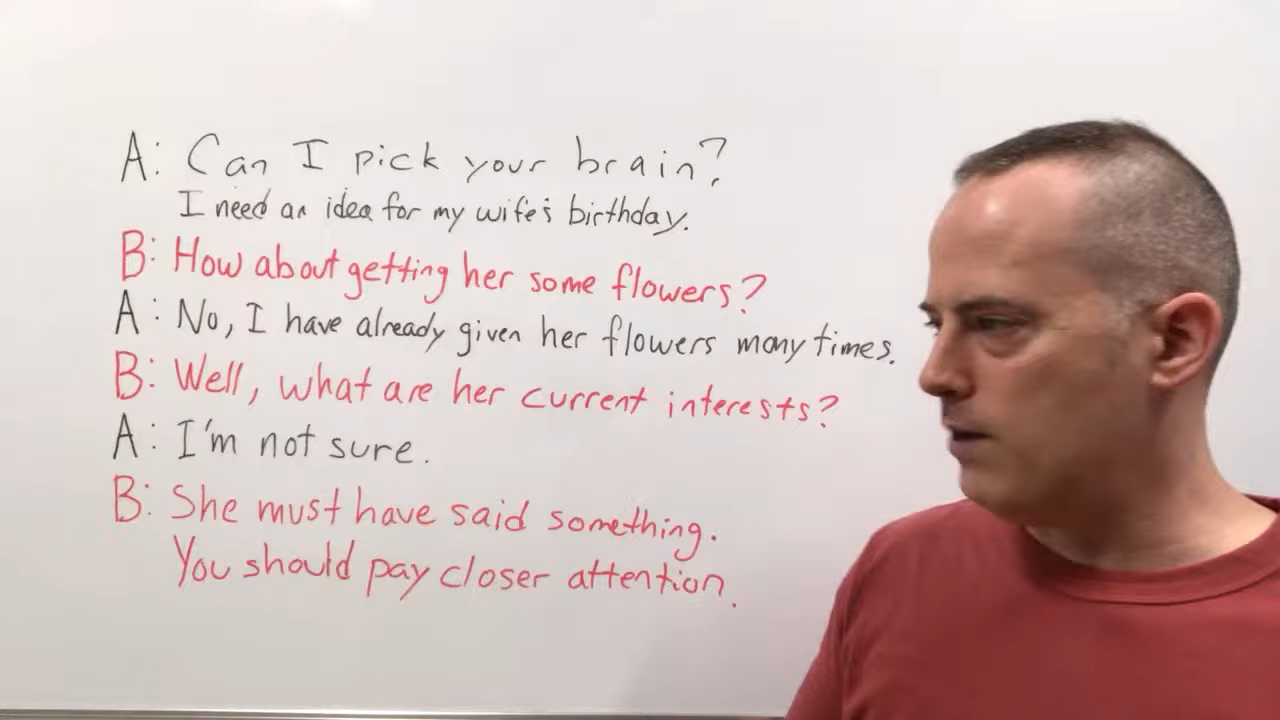 A: Can I pick your brain?
I need an idea for my wife's birthday.
B: How about getting her some flowers?
A: No, I have already given her flowers many times.
B: Well, what are her current interests?
A: I'm not sure.
B: She must have said something.
You should pay closer attention.